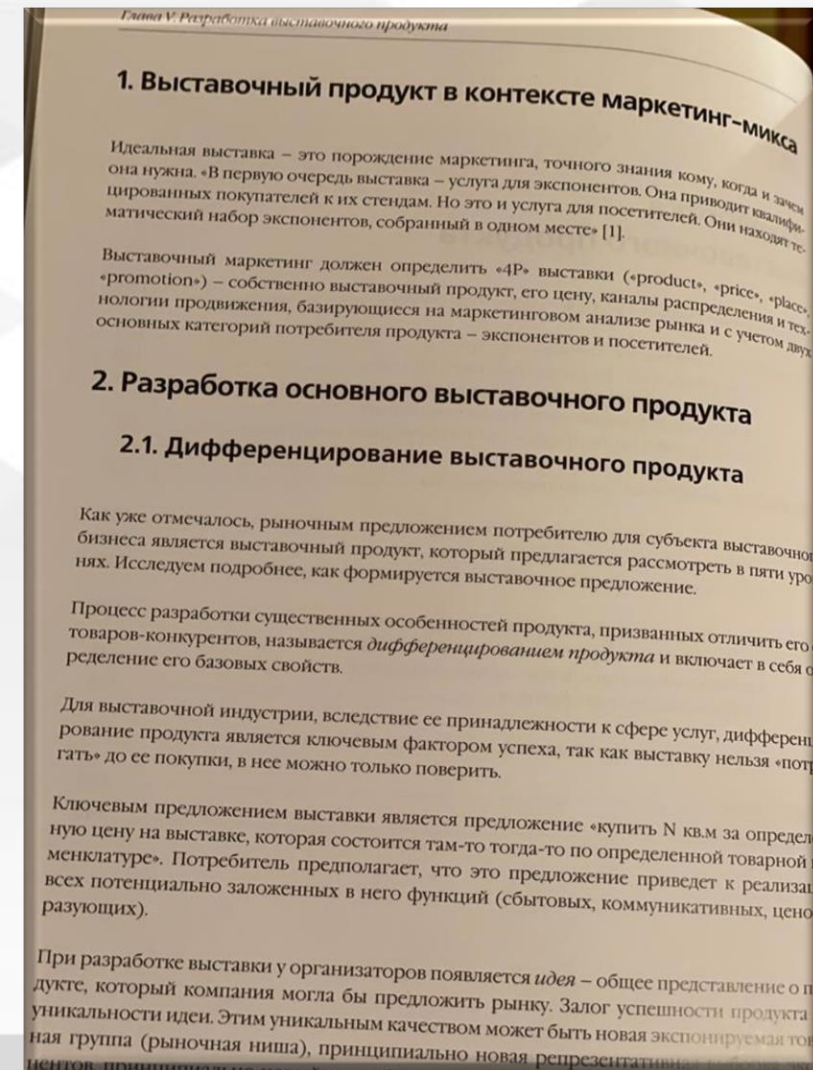 Глава V. Разработка выставочного продукта
1. Выставочный продукт в контексте маркетинг-микса
Идеальная выставка – это порождение маркетинга, точного знания кому, когда и зачем
она нужна. «В первую очередь выставка – услуга для экспонентов. Она приводит квалифи-
цированных покупателей к их стендам. Но это и услуга для посетителей. Они находят те-
матический набор экспонентов, собранный в одном месте» [1].
Выставочный маркетинг должен определить «4Р» выставки («product», «price», «place»,
«promotion») – собственно выставочный продукт, его цену, каналы распределения и тех-
нологии продвижения, базирующиеся на маркетинговом анализе рынка и с учетом двух
основных категорий потребителя продукта – экспонентов и посетителей.
2. Разработка основного выставочного продукта
2.1. Дифференцирование выставочного продукта
Как уже отмечалось, рыночным предложением потребителю для субъекта выставочног
бизнеса является выставочный продукт, который предлагается рассмотреть в пяти уро
нях. Исследуем подробнее, как формируется выставочное предложение.
Процесс разработки существенных особенностей продукта, призванных отличить его
товаров-конкурентов, называется дифференцированием продукта и включает в себя о
ределение его базовых свойств.
Для выставочной индустрии, вследствие ее принадлежности к сфере услуг, дифференц
рование продукта является ключевым фактором успеха, так как выставку нельзя «потр
гать» до ее покупки, в нее можно только поверить.
Ключевым предложением выставки является предложение «купить N кв.м за определе
ную цену на выставке, которая состоится там-то тогда-то по определенной товарной
менклатуре». Потребитель предполагает, что это предложение приведет к реализац
всех потенциально заложенных в него функций (сбытовых, коммуникативных, цено
разующих).
При разработке выставки у организаторов появляется идея – общее представление о п
дукте, который компания могла бы предложить рынку. Залог успешности продукта
уникальности идеи. Этим уникальным качеством может быть новая экспонируемая тов
ная группа (рыночная ниша), принципиально новая репрезентативная выборка